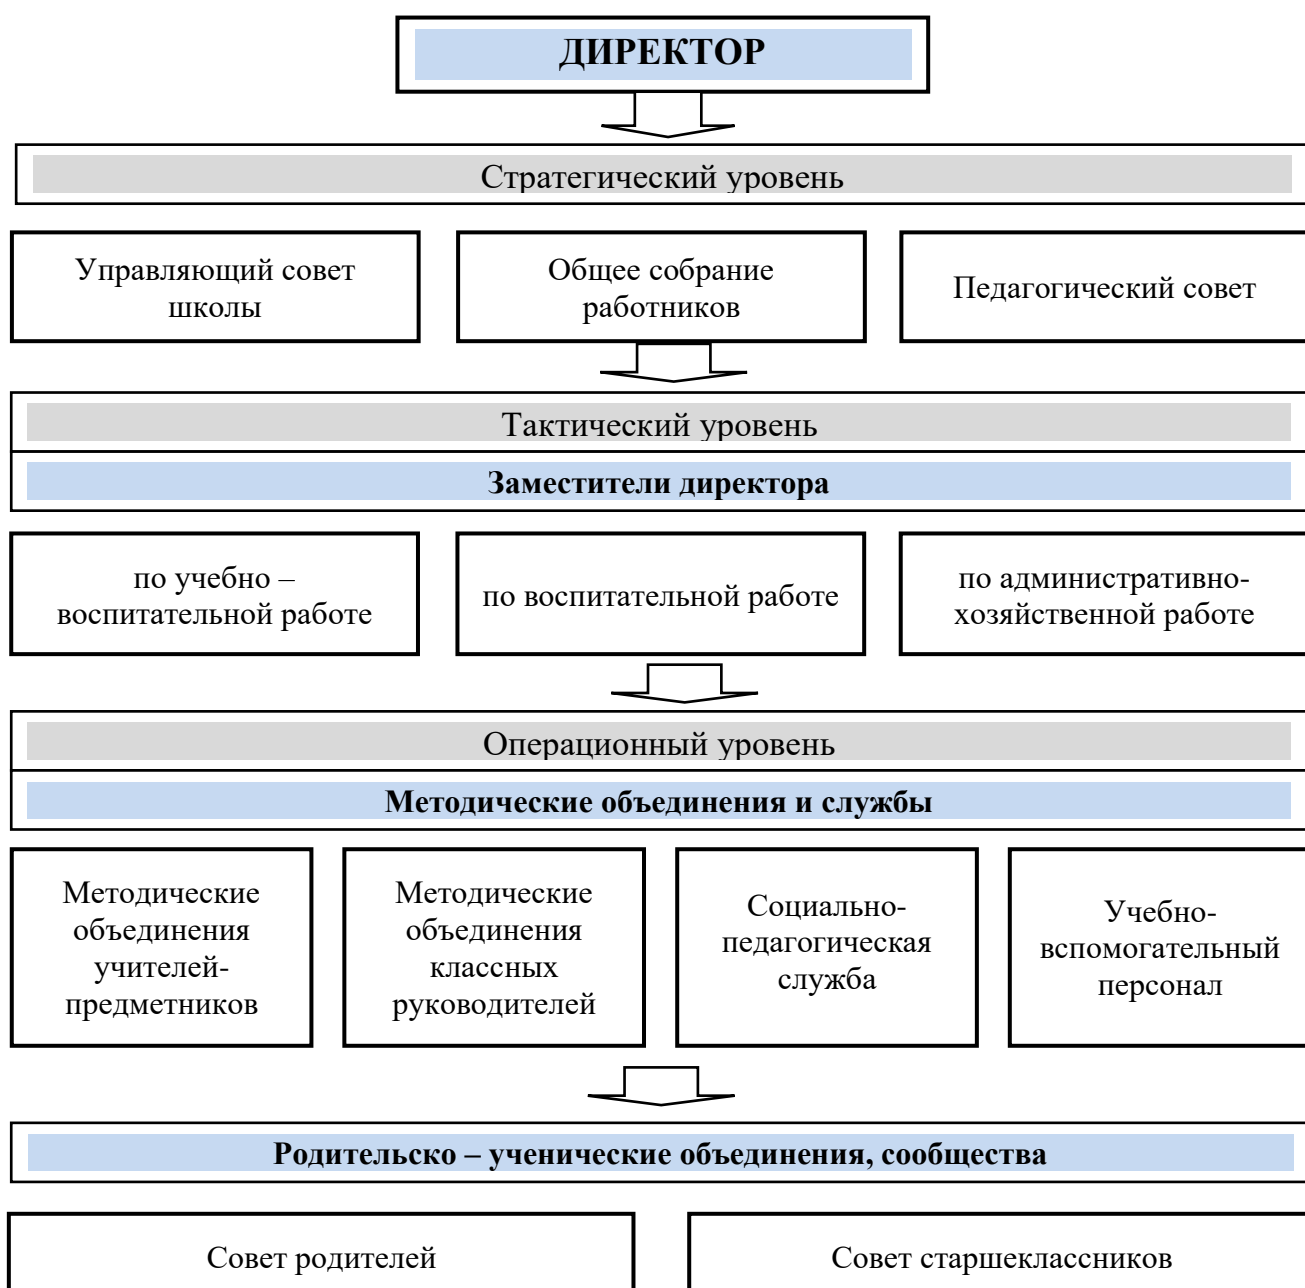 ДИРЕКТОР
Стратегический уровень
Управляющий совет
школы
Общее собрание
работников
Педагогический совет
Тактический уровень
Заместители директора
по учебно –
воспитательной работе
по воспитательной работе
по административно-
хозяйственной работе
Операционный уровень
Методические объединения и службы
Методические
объединения
учителей-
предметников
Методические
объединения
классных
руководителей
Социально-
педагогическая
служба
Учебно-
вспомогательный
персонал
Родительско – ученические объединения, сообщества
Совет родителей
Совет старшеклассников